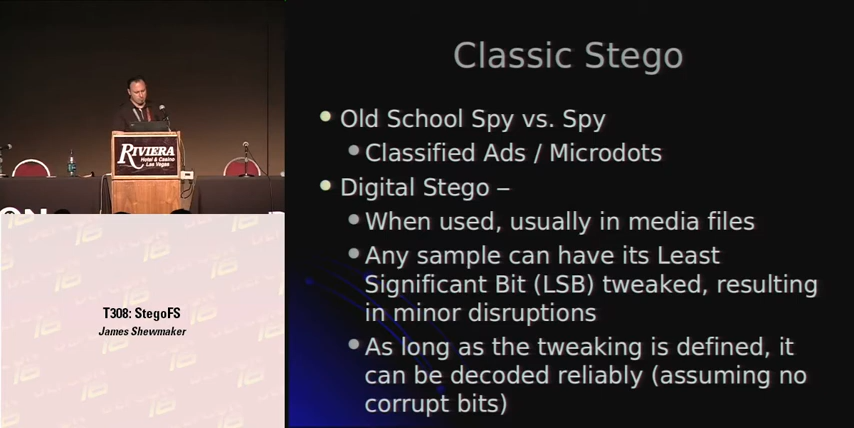 Classic Stego
Old School Spy vs. Spy
Classified Ads / Microdots
Digital Stego –
When used, usually in media files
Any sample can have its Least
Significant Bit (LSB) tweaked, resulting
in minor disruptions
As long as the tweaking is defined, it
can be decoded reliably (assuming no
corrupt bits)
RIVIERA
Hotel & Casino
Las Vegas
T308: StegoFS
James Shewmaker